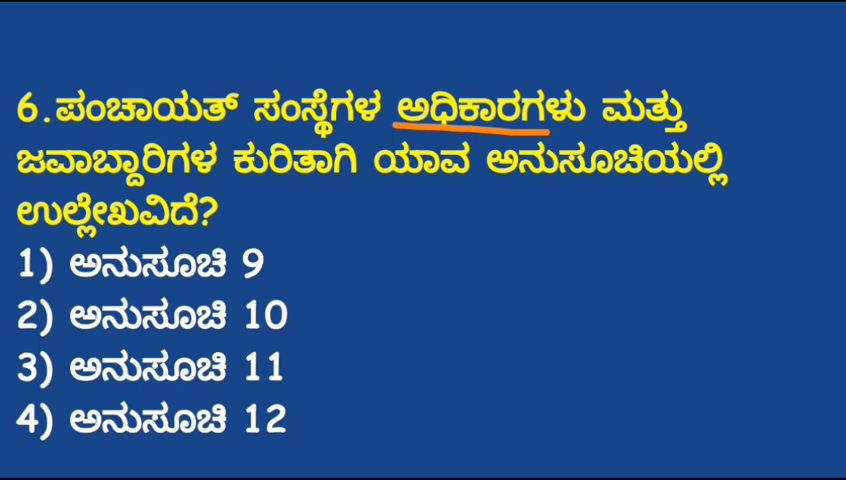 6.ಪಂಚಾಯತ್ ಸಂಸ್ಥೆಗಳ ಅಧಿಕಾರಗಳು ಮತ್ತು
ಜವಾಬ್ದಾರಿಗಳ ಕುರಿತಾಗಿ ಯಾವ ಅನುಸೂಚಿಯಲ್ಲಿ
ಉಲ್ಲೇಖವಿದೆ?
1) ಅನುಸೂಚಿ 9
2) ಅನುಸೂಚಿ 10
3) ಅನುಸೂಚಿ 11
4) ಅನುಸೂಚಿ 12